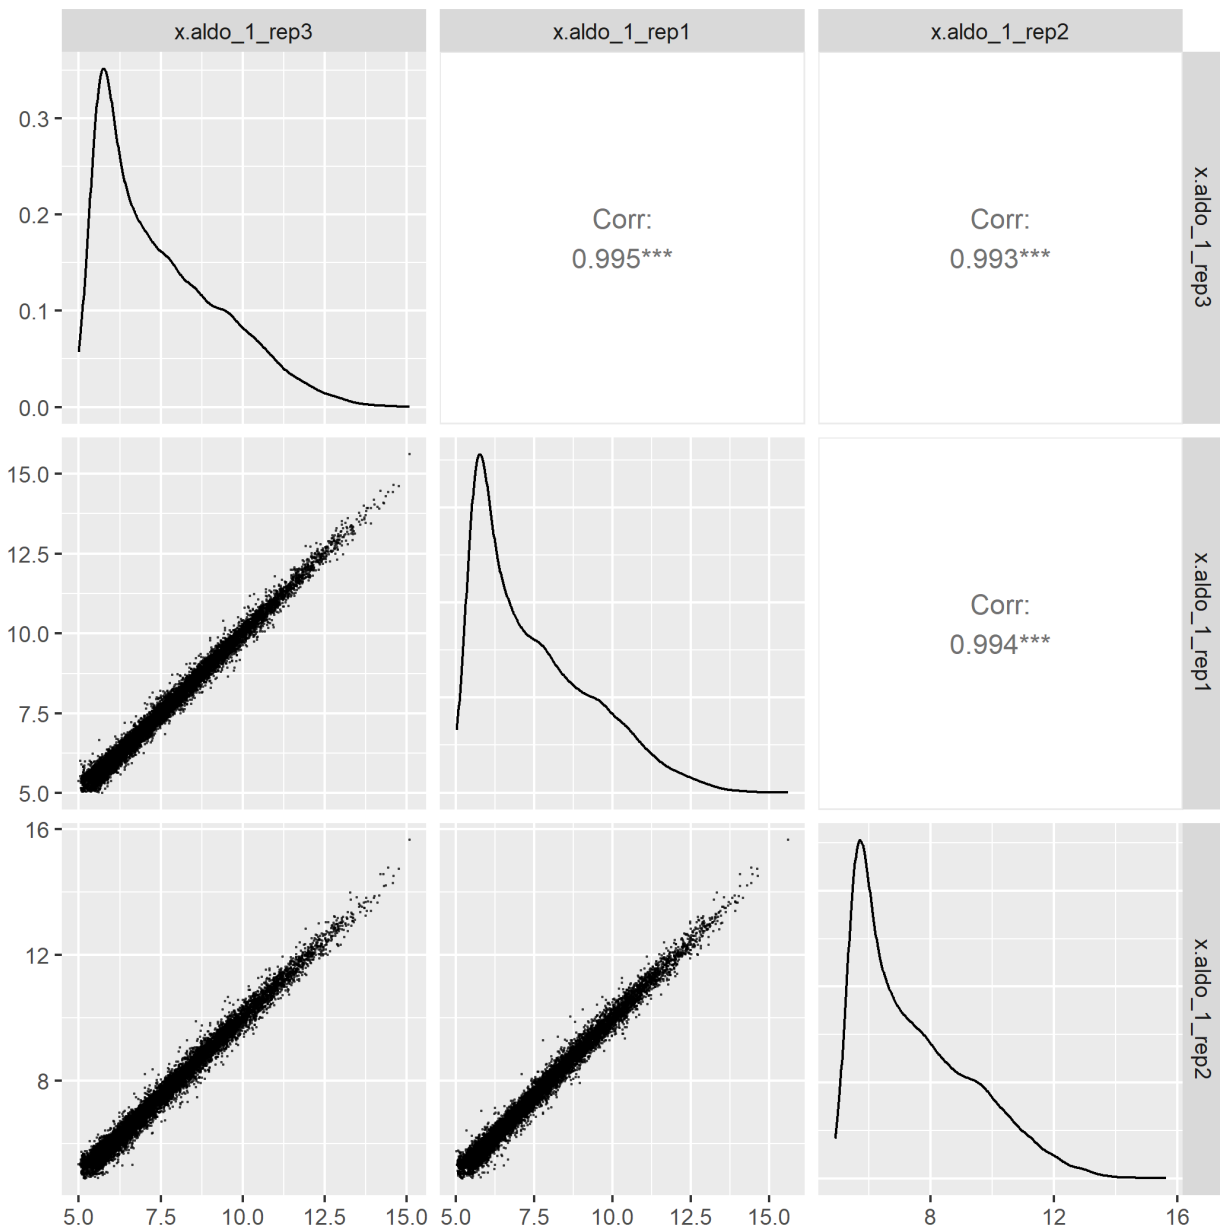 x.aldo_1_rep3
x.aldo_1_rep1
x.aldo_1_rep2
0.3
0.2
0.1
0.0
Corr:
0.995***
Corr:
0.993***
x.aldo_1_rep3
15.0
12.5
10.0
7.5
5.0
Corr:
0.994***
x.aldo_1_rep1
16
12
8
x.aldo_1_rep2
5.0 7.5 10.0 12.5 15.0
5.0 7.5 10.0 12.5 15.0
8 12 16